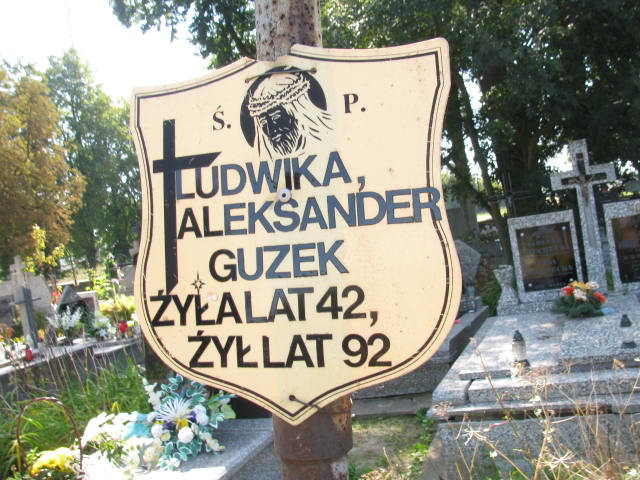 Ś. P.
LUDWIKA,
ALEKSANDER
GUZEK
ŻYŁA LAT 42,
ŻYŁ LAT 92